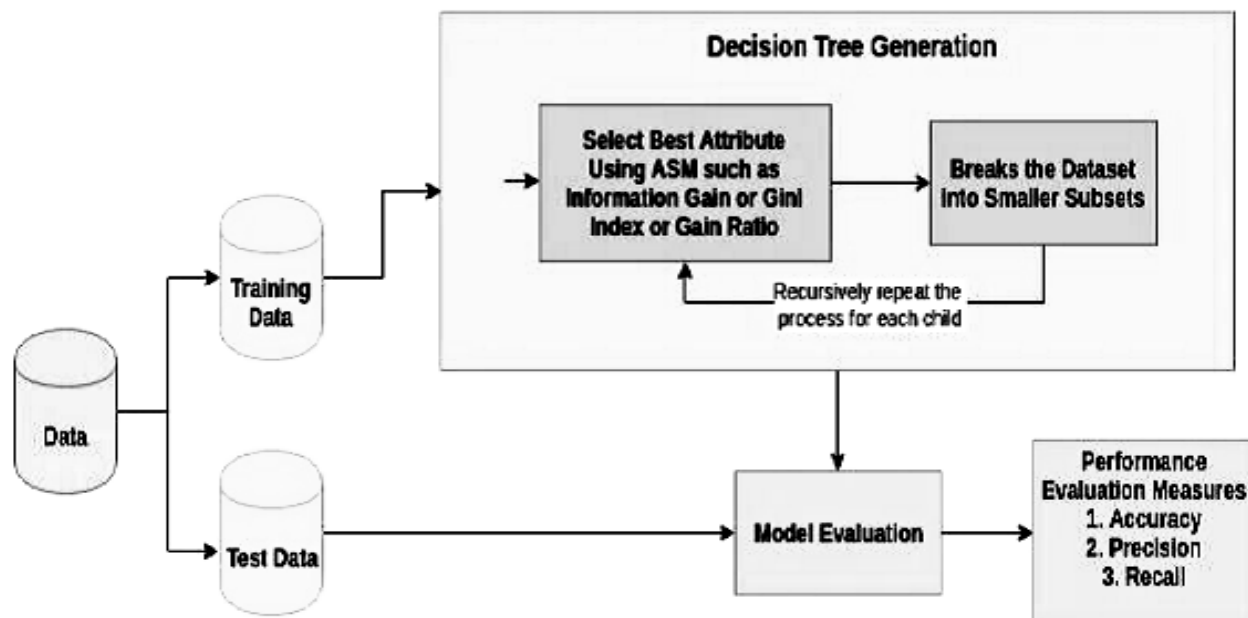 Decision Tree Generation
Select Best Attribute
Using ASM such as
Information Gain or Gini
Index or Gain Ratio
Breaks the Dataset
into Smaller Subsets
Recursively repeat the
process for each child
Training
Data
Data
Test Data
Model Evaluation
Performance
Evaluation Measures
1. Accuracy
2. Precision
3. Recall